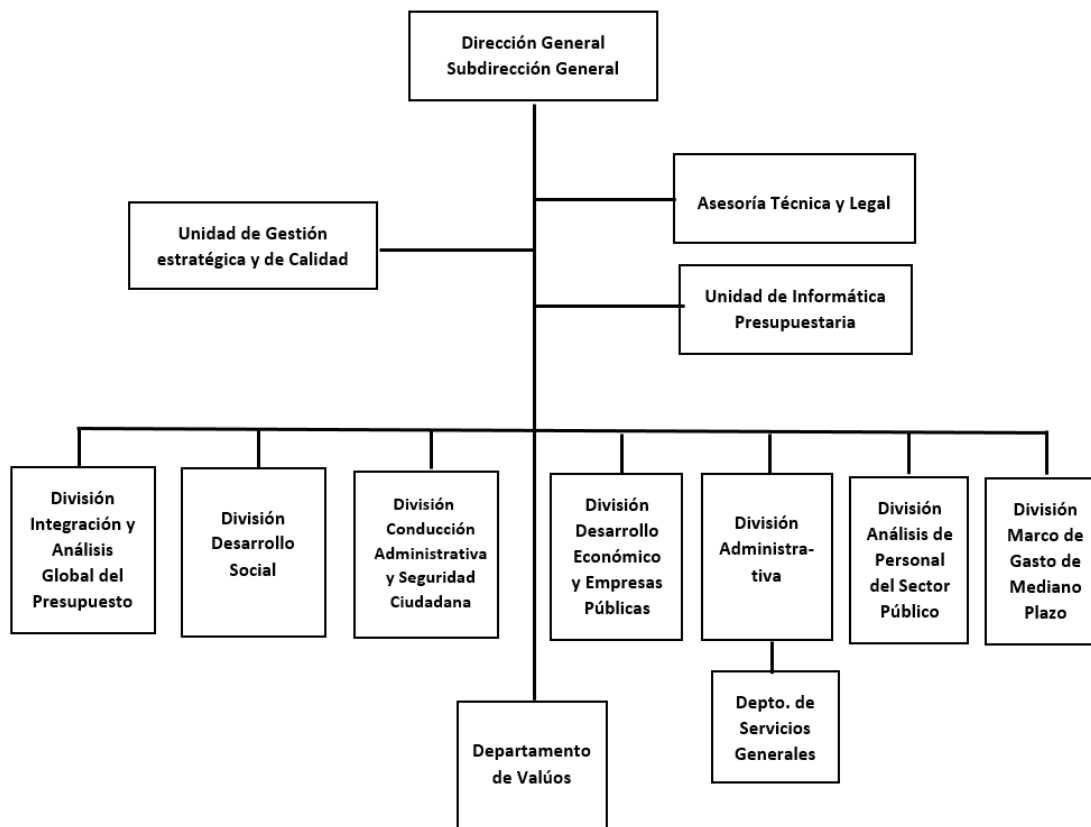 Dirección General
Subdirección General
Asesoría Técnica y Legal
Unidad de Gestión
estratégica y de Calidad
Unidad de Informática
Presupuestaria
División
Integración y
Análisis
Global del
Presupuesto
División
Desarrollo
Social
División
Conducción
Administrativa
y Seguridad
Ciudadana
División
Desarrollo
Económico
y Empresas
Públicas
División
Administra-
tiva
División
Análisis de
Personal
del Sector
Público
División
Marco de
Gasto de
Mediano
Plazo
Depto. de
Servicios
Generales
Departamento
de Valúos